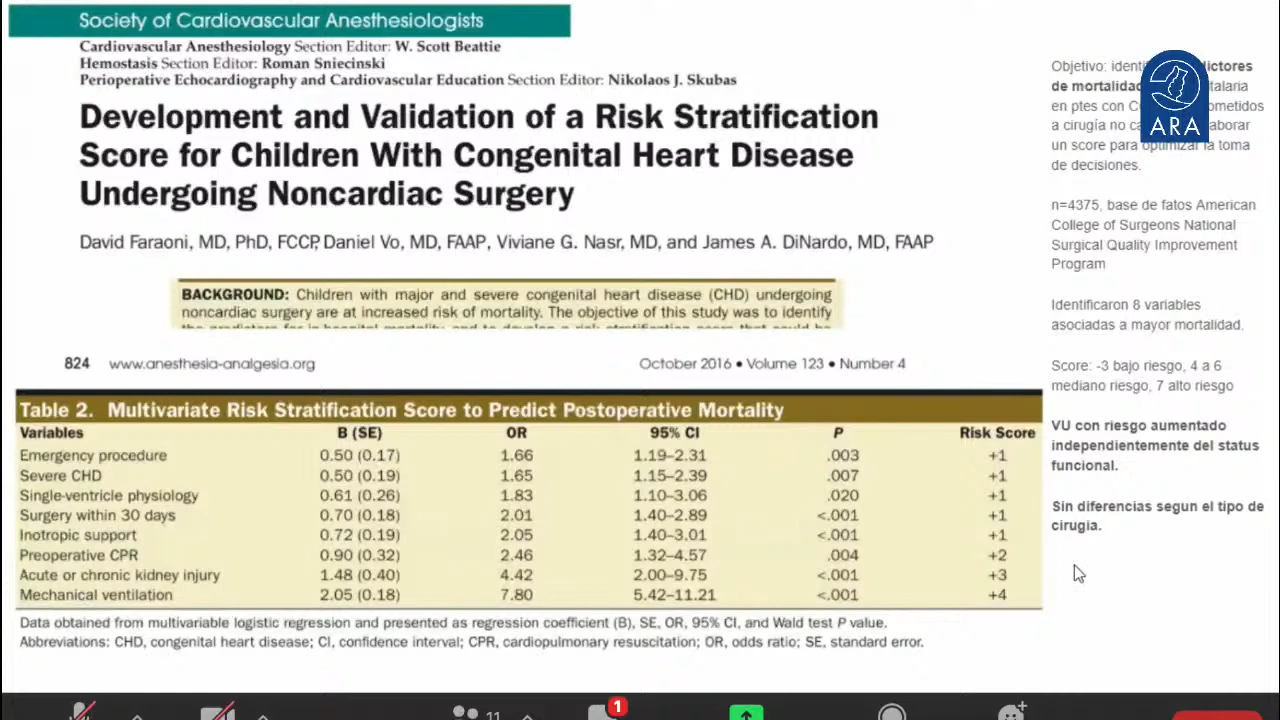 Society of Cardiovascular Anesthesiologists
Cardiovascular Anesthesiology Section Editor: W. Scott Beattie
Hemostasis Section Editor: Roman Sniecinski
Perioperative Echocardiography and Cardiovascular Education Section Editor: Nikolaos J. Skubas
Development and Validation of a Risk Stratification
Score for Children With Congenital Heart Disease
Undergoing Noncardiac Surgery
David Faraoni, MD, PhD, FCCP, Daniel Vo, MD, FAAP, Viviane G. Nasr, MD, and James A. DiNardo, MD, FAAP
BACKGROUND: Children with major and severe congenital heart disease (CHD) undergoing
noncardiac surgery are at increased risk of mortality. The objective of this study was to identify
824 www.anesthesia-analgesia.org October 2016 • Volume 123 • Number 4
Table 2. Multivariate Risk Stratification Score to Predict Postoperative Mortality
Variables B (SE) OR 95% CI P Risk Score
Emergency procedure 0.50 (0.17) 1.66 1.19–2.31 .003 +1
Severe CHD 0.50 (0.19) 1.65 1.15–2.39 .007 +1
Single-ventricle physiology 0.61 (0.26) 1.83 1.10–3.06 .020 +1
Surgery within 30 days 0.70 (0.18) 2.01 1.40–2.89 <.001 +1
Inotropic support 0.72 (0.19) 2.05 1.40–3.01 <.001 +1
Preoperative CPR 0.90 (0.32) 2.46 1.32–4.57 .004 +2
Acute or chronic kidney injury 1.48 (0.40) 4.42 2.00–9.75 <.001 +3
Mechanical ventilation 2.05 (0.18) 7.80 5.42–11.21 <.001 +4
Data obtained from multivariable logistic regression and presented as regression coefficient (B), SE, OR, 95% CI, and Wald test P value.
Abbreviations: CHD, congenital heart disease; CI, confidence interval; CPR, cardiopulmonary resuscitation; OR, odds ratio; SE, standard error.
Objetivo:
de mortalidad
en ptes con
a cirugía no
un score para optimizar la toma
de decisiones.
n=4375, base de fatos American
College of Surgeons National
Surgical Quality Improvement
Program
Identificaron 8 variables
asociadas a mayor mortalidad.
Score: -3 bajo riesgo, 4 a 6
mediano riesgo, 7 alto riesgo
VU con riesgo aumentado
independientemente del status
funcional.
Sin diferencias segun el tipo de
cirugia.
ARA
11
1